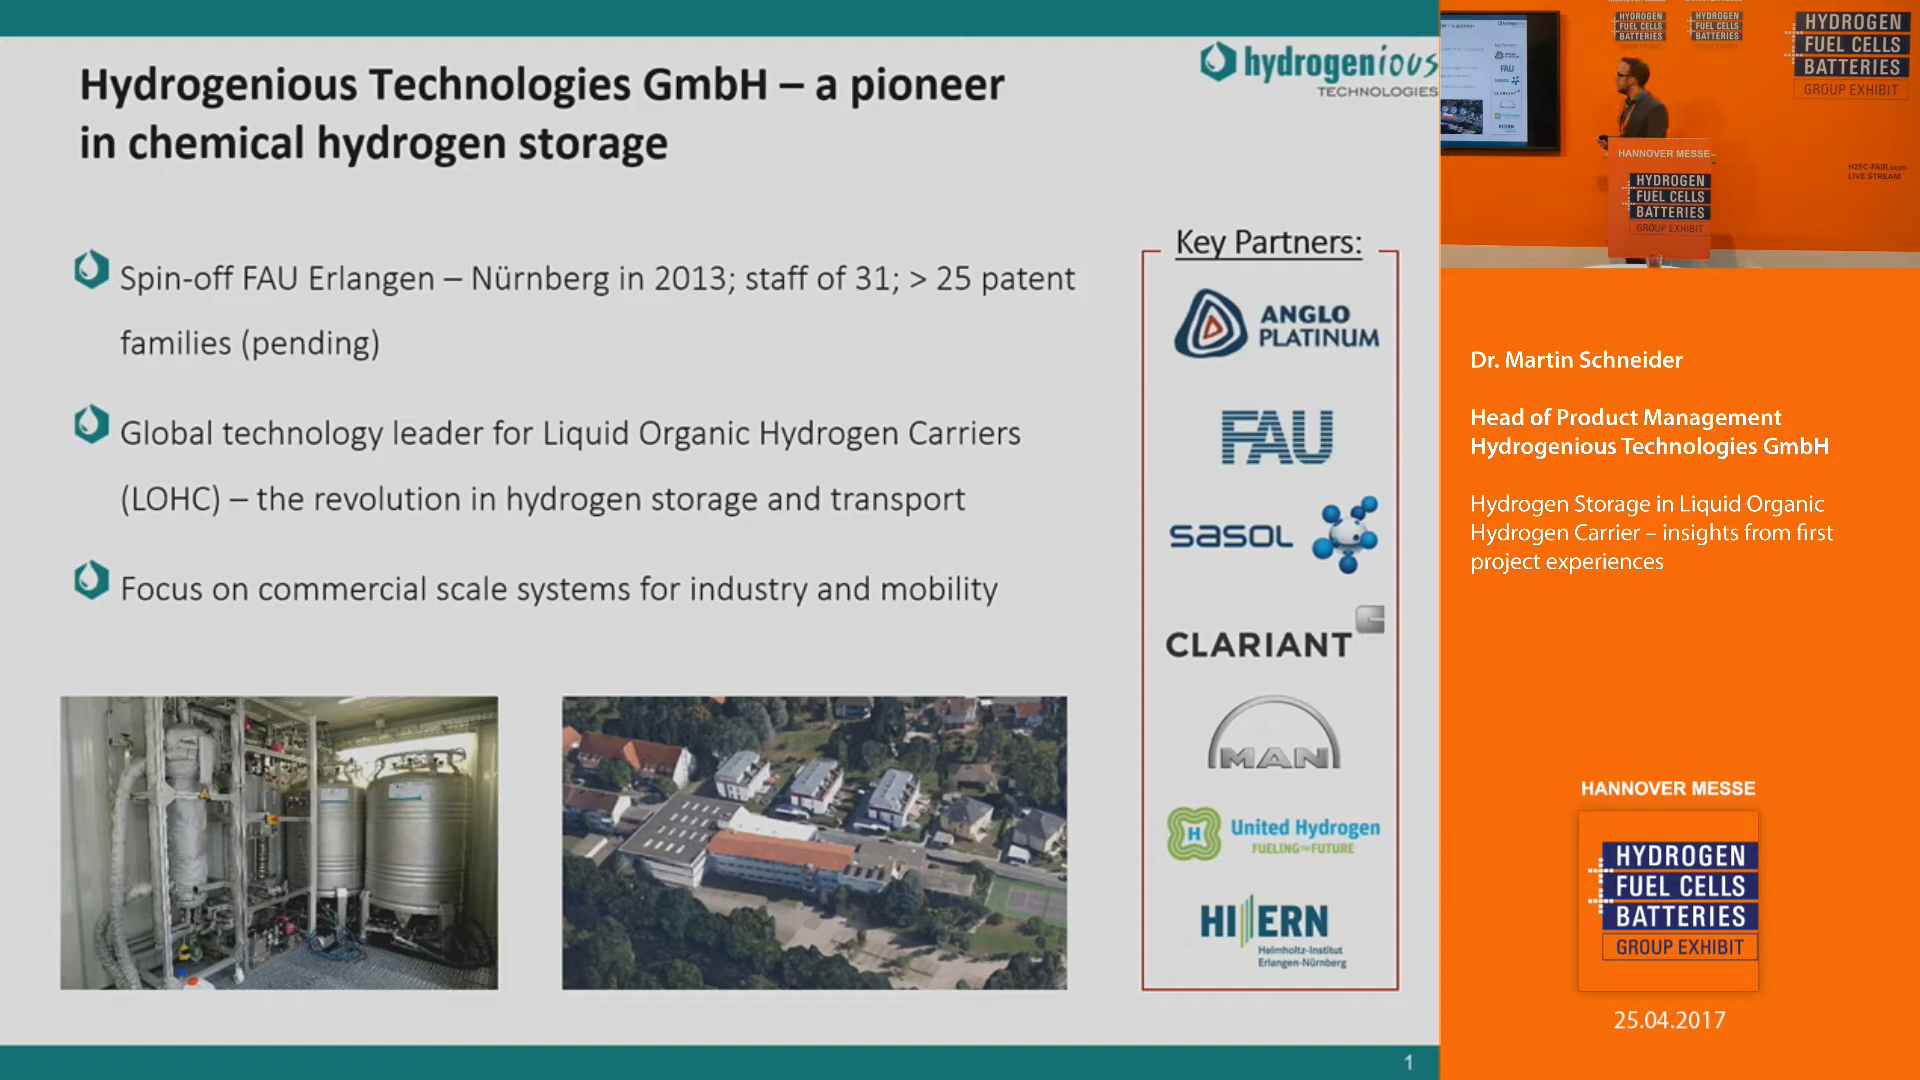 Hydrogenious Technologies GmbH – a pioneer
in chemical hydrogen storage
hydrogenious
TECHNOLOGIES
Spin-off FAU Erlangen – Nürnberg in 2013; staff of 31; > 25 patent
families (pending)
Global technology leader for Liquid Organic Hydrogen Carriers
(LOHC) – the revolution in hydrogen storage and transport
Focus on commercial scale systems for industry and mobility
Key Partners:
ANGLO
PLATINUM
FAU
sasol
CLARIANT
MAN
H
United Hydrogen
FUELING THE FUTURE
HI ERN
Helmholtz-Institut
Erlangen-Nürnberg
1
HYDROGEN
FUEL CELLS
BATTERIES
HYDROGEN
FUEL CELLS
BATTERIES
HYDROGEN
FUEL CELLS
BATTERIES
GROUP EXHIBIT
FAU
CLARIANT
HANNOVER MESSE
HYDROGEN
FUEL CELLS
BATTERIES
GROUP EXHIBIT
H2FC-FAIR.com
LIVE STREAM
Dr. Martin Schneider
Head of Product Management
Hydrogenious Technologies GmbH
Hydrogen Storage in Liquid Organic
Hydrogen Carrier – insights from first
project experiences
HANNOVER MESSE
HYDROGEN
FUEL CELLS
BATTERIES
GROUP EXHIBIT
25.04.2017